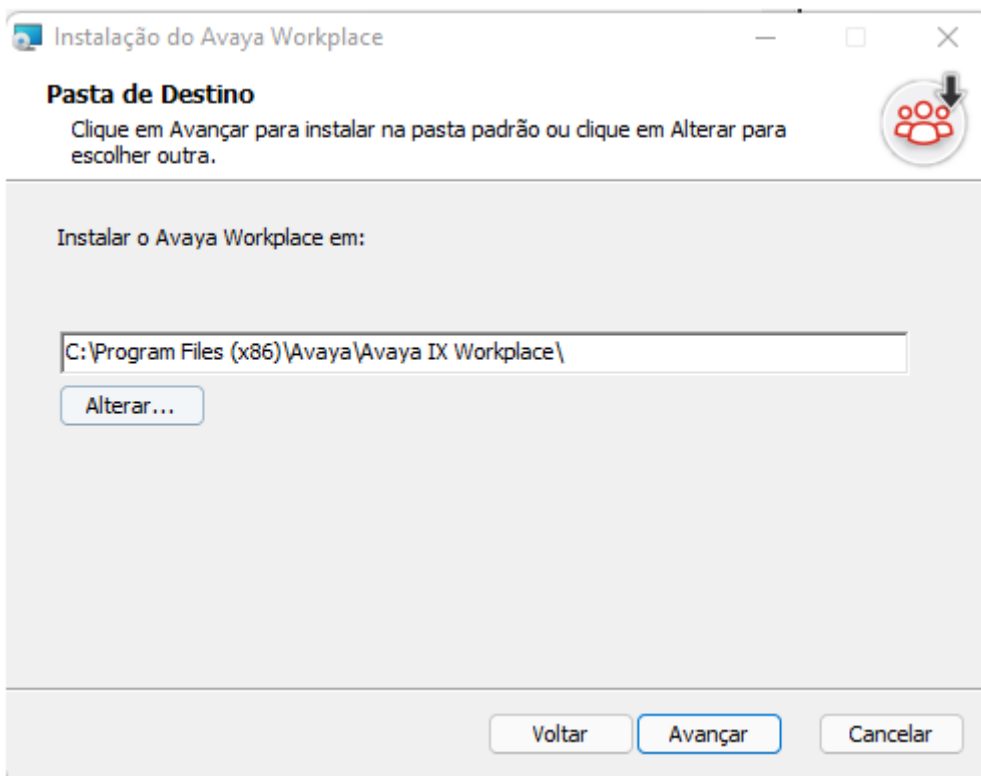 Instalação do Avaya Workplace
Pasta de Destino
Clique em Avançar para instalar na pasta padrão ou clique em Alterar para
escolher outra.
Instalar o Avaya Workplace em:
C:\Program Files (x86)\Avaya\Avaya IX Workplace\
Alterar...
Voltar
Avançar
Cancelar